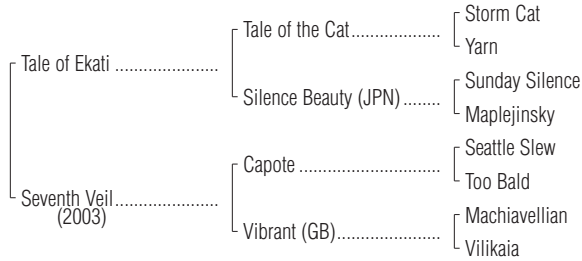 Storm Cat
Tale of the Cat....................
Yarn
Tale of Ekati .......................
Sunday Silence
Silence Beauty (JPN) ........
Maplejinsky
Seattle Slew
Capote ...............................
Too Bald
Seventh Veil.......................
(2003)
Machiavellian
Vibrant (GB).......................
Vilikaia